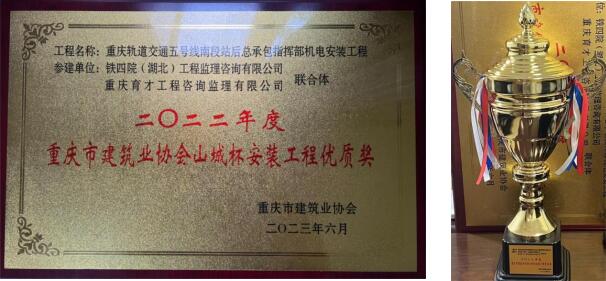 工程名称：重庆轨道交通五号线南段站后总承包指挥部机电安装工程
参建单位：铁四院（湖北）工程监理咨询有限公司
重庆育才工程咨询监理有限公司
联合体
二〇二二年度
重庆市建筑业协会山城杯安装工程优质奖
重庆市建筑业协会
二〇二三年六月